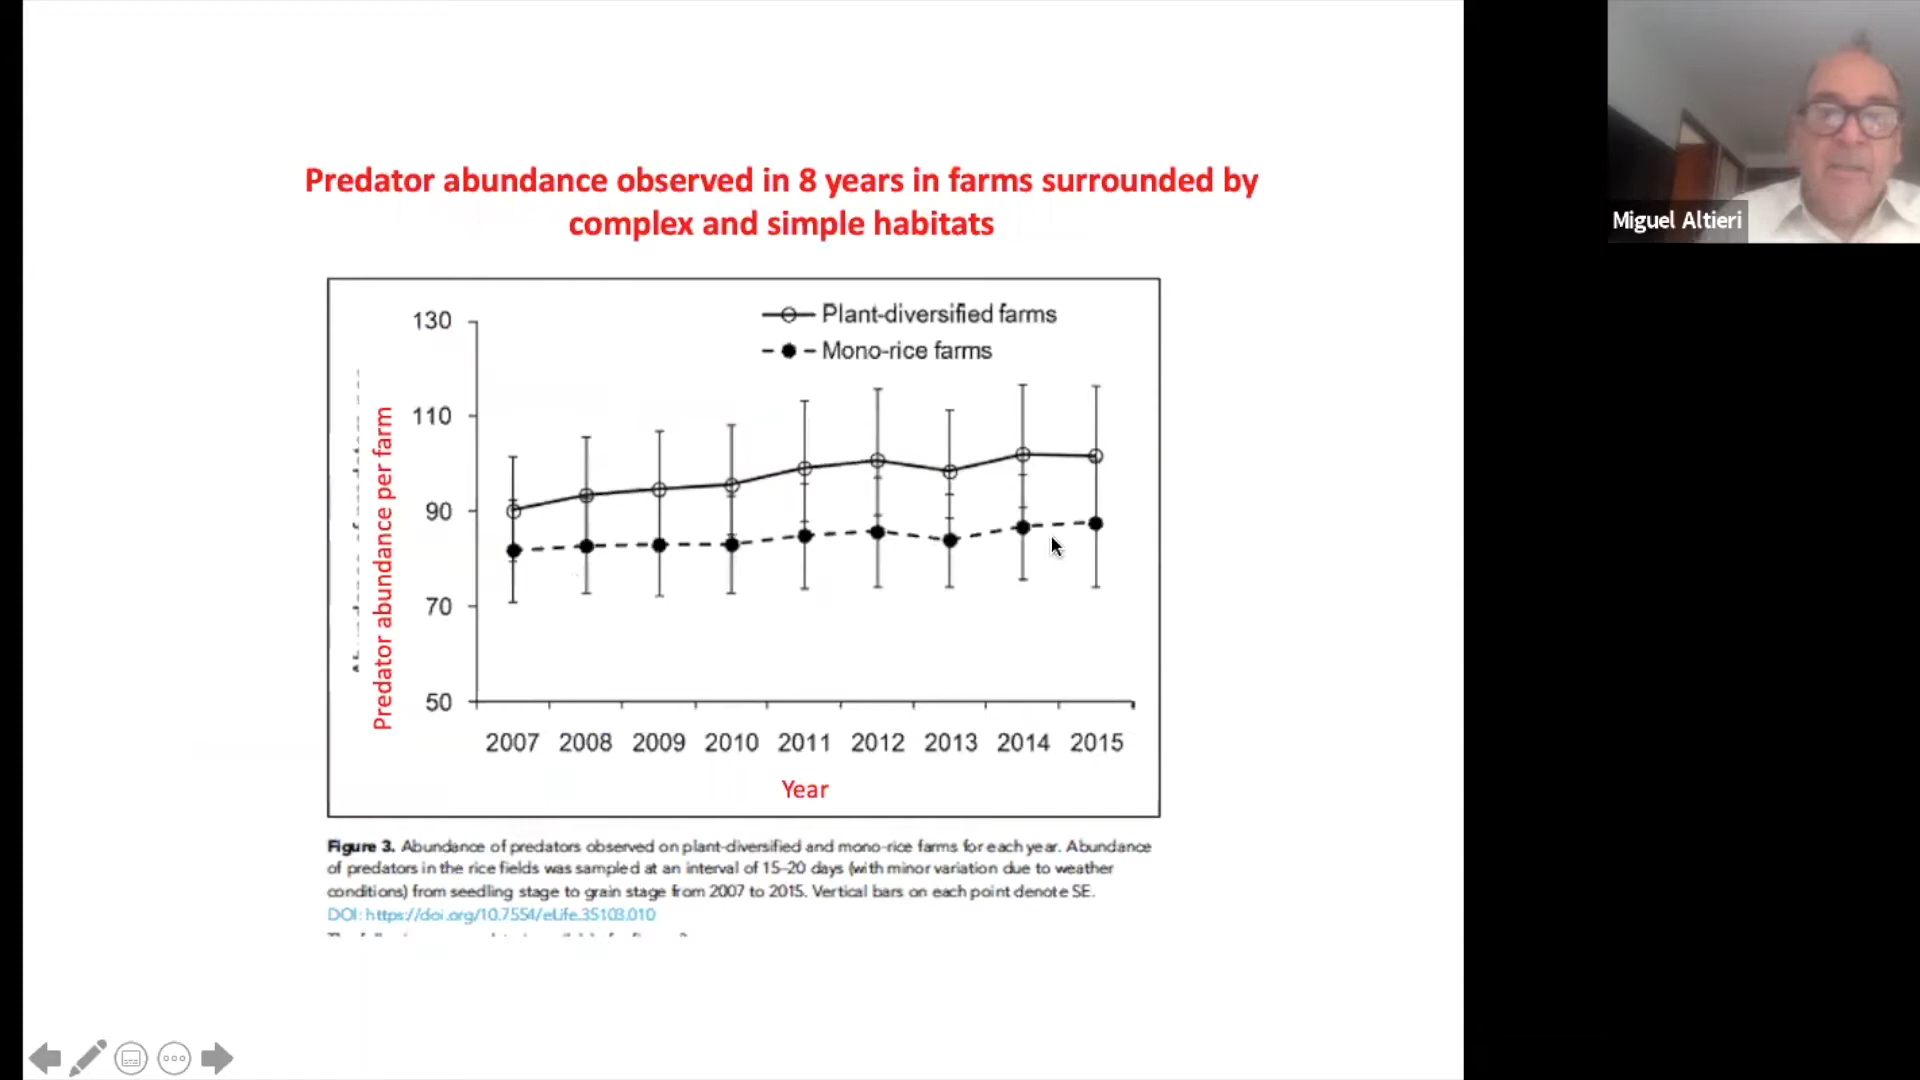 Predator abundance observed in 8 years in farms surrounded by
complex and simple habitats
Miguel Altieri
Plant-diversified farms
Mono-rice farms
130
110
90
70
50
Predator abundance per farm
2007 2008 2009 2010 2011 2012 2013 2014 2015
Year
Figure 3. Abundance of predators observed on plant-diversified and mono-rice farms for each year. Abundance
of predators in the rice fields was sampled at an interval of 15–20 days (with minor variation due to weather
conditions) from seedling stage to grain stage from 2007 to 2015. Vertical bars on each point denote SE.
DOI: https://doi.org/10.7554/eLife.35103.010